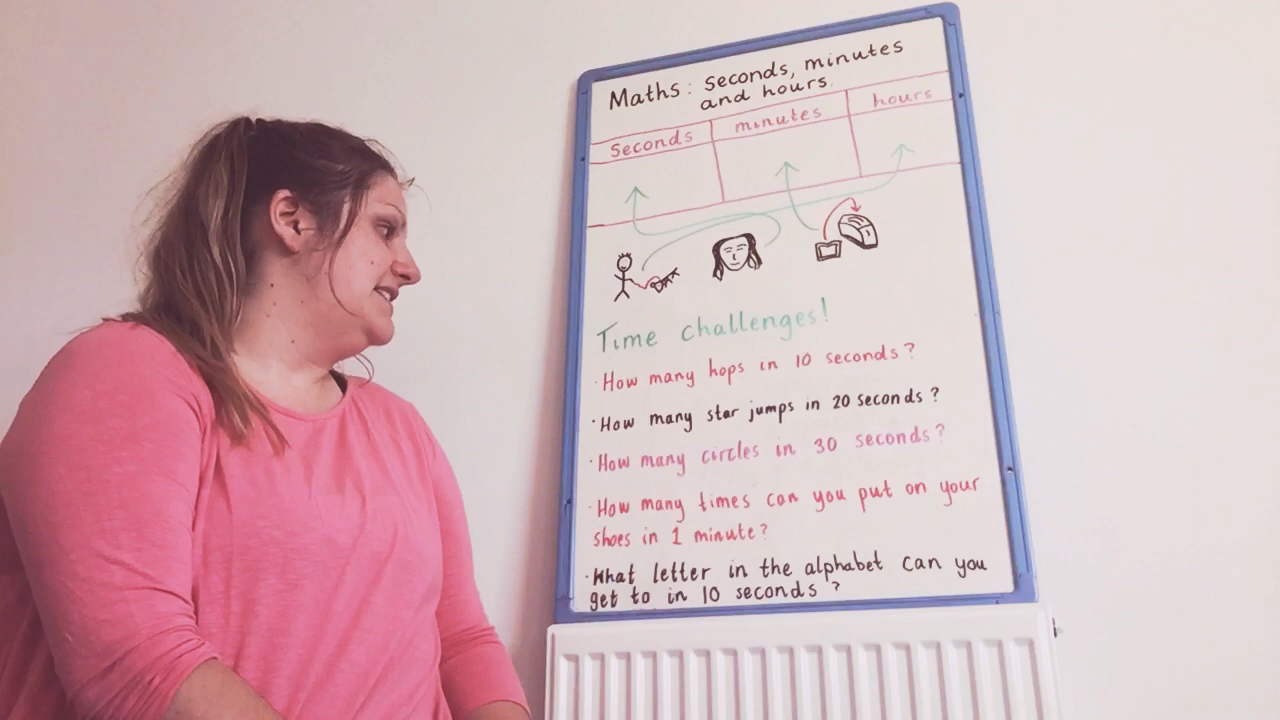 Maths: seconds, minutes
and hours.
seconds minutes hours
Time challenges!
· How many hops in 10 seconds?
· How many star jumps in 20 seconds?
· How many circles in 30 seconds?
· How many times can you put on your
shoes in 1 minute?
· What letter in the alphabet can you
get to in 10 seconds?